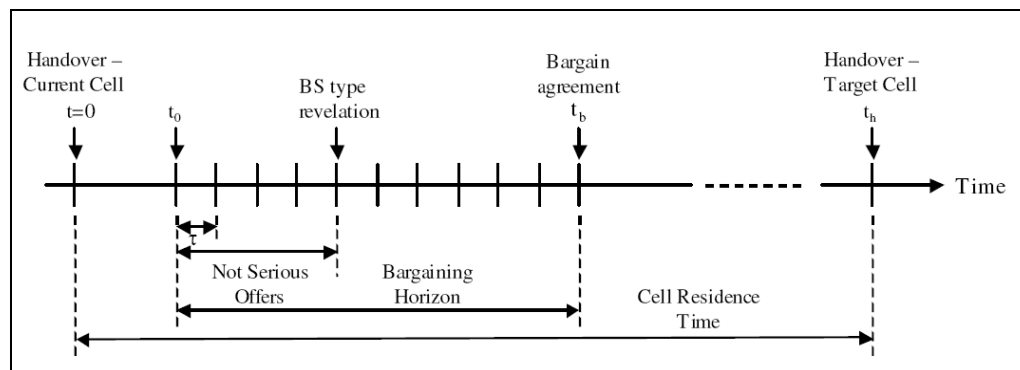 Handover –
Current Cell
t=0
t0
BS type
revelation
Bargain
agreement
tb
Handover –
Target Cell
th
Time
τ
Not Serious
Offers
Bargaining
Horizon
Cell Residence
Time